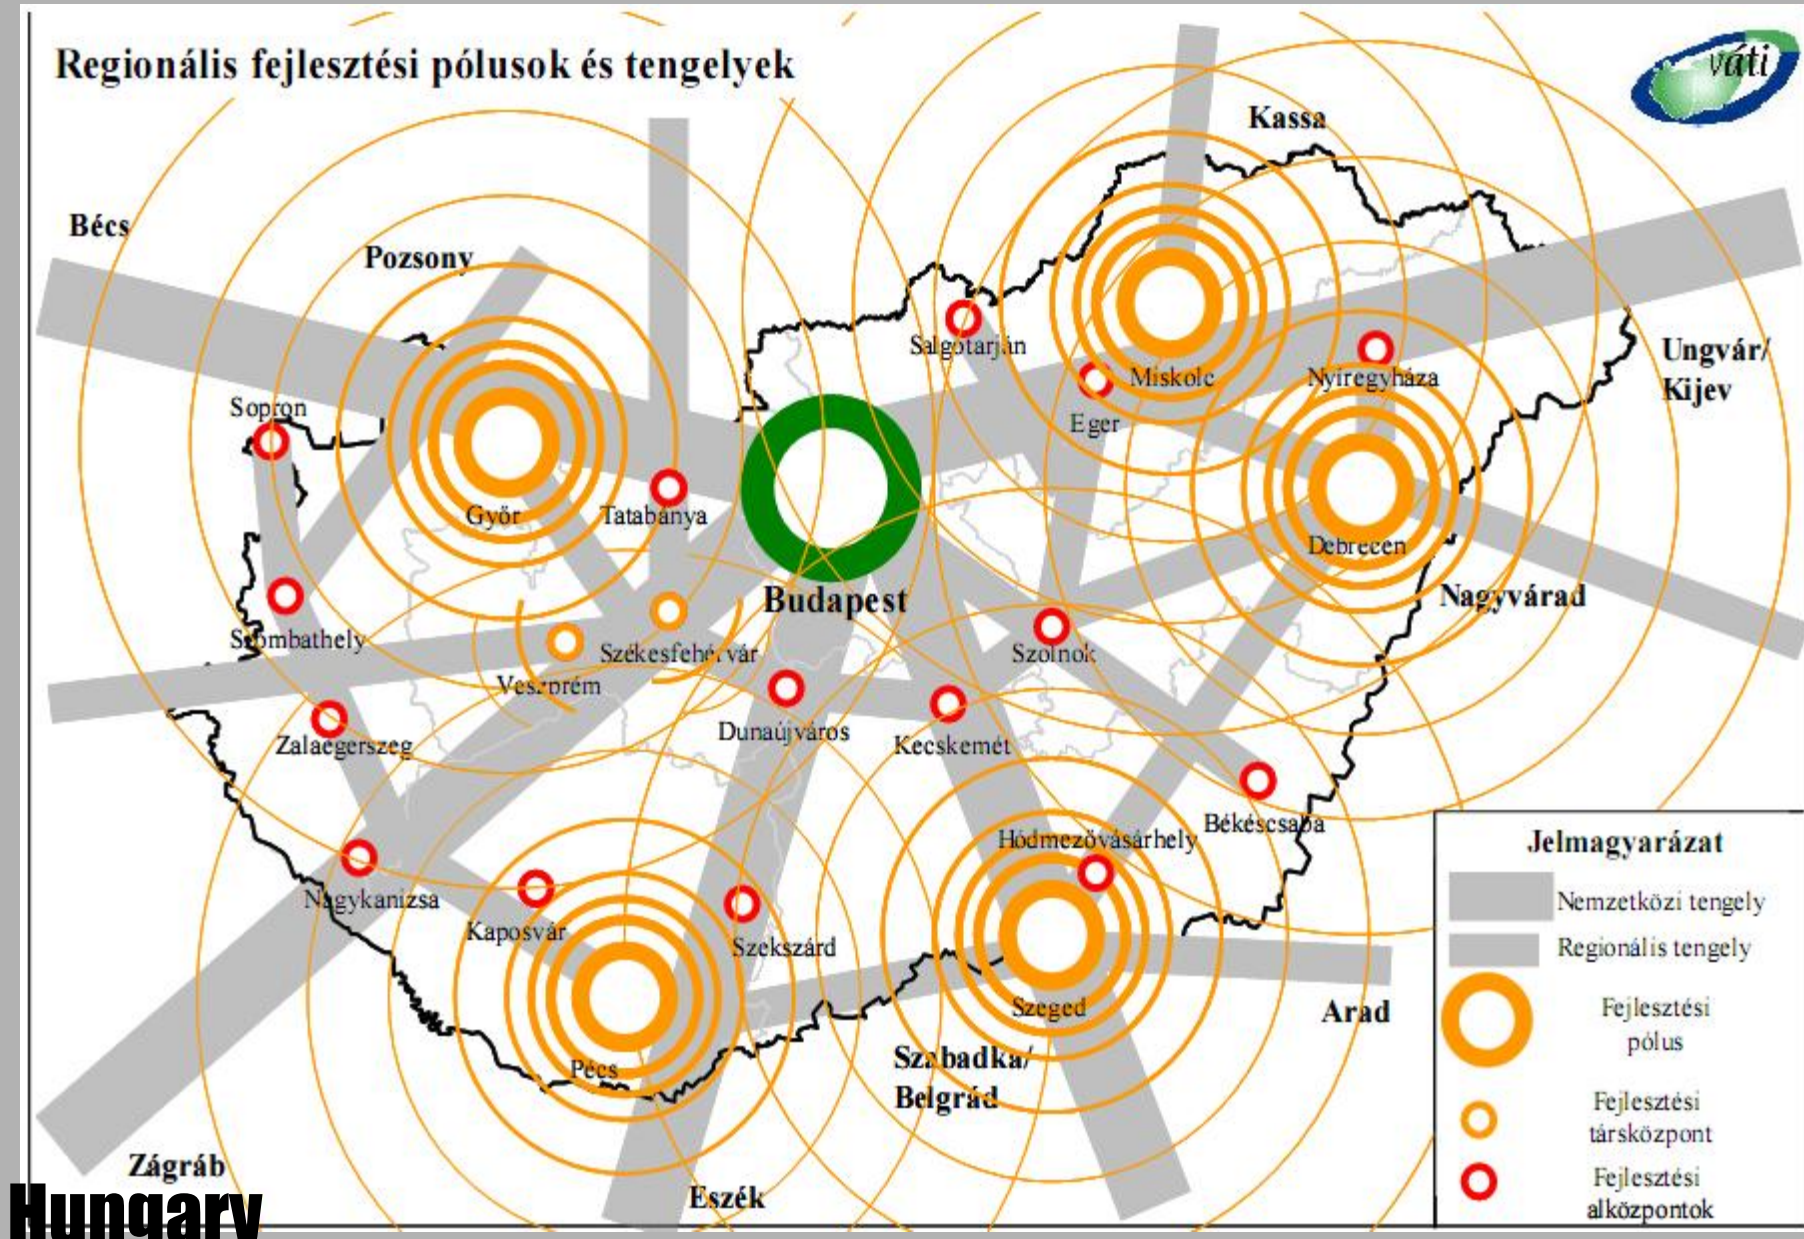 Regionális fejlesztési pólusok és tengelyek
váti
Kassa
Bécs
Pozsony
Salgótarján
Miskolc
Nyíregyháza
Ungvár/
Kijev
Sopron
Eger
Győr
Tatabánya
Debrecen
Budapest
Nagyvárad
Szombathely
Székesfehérvár
Szolnok
Veszprém
Dunaújváros
Kecskemét
Zalaegerszeg
Hódmezővásárhely
Békéscsaba
Nagykanizsa
Kaposvár
Szekszárd
Szeged
Arad
Pécs
Szabadka/
Belgrád
Zágráb
Eszék
Jelmagyarázat
Nemzetközi tengely
Regionális tengely
Fejlesztési
pólus
Fejlesztési
társközpont
Fejlesztési
alközpontok
Hungary